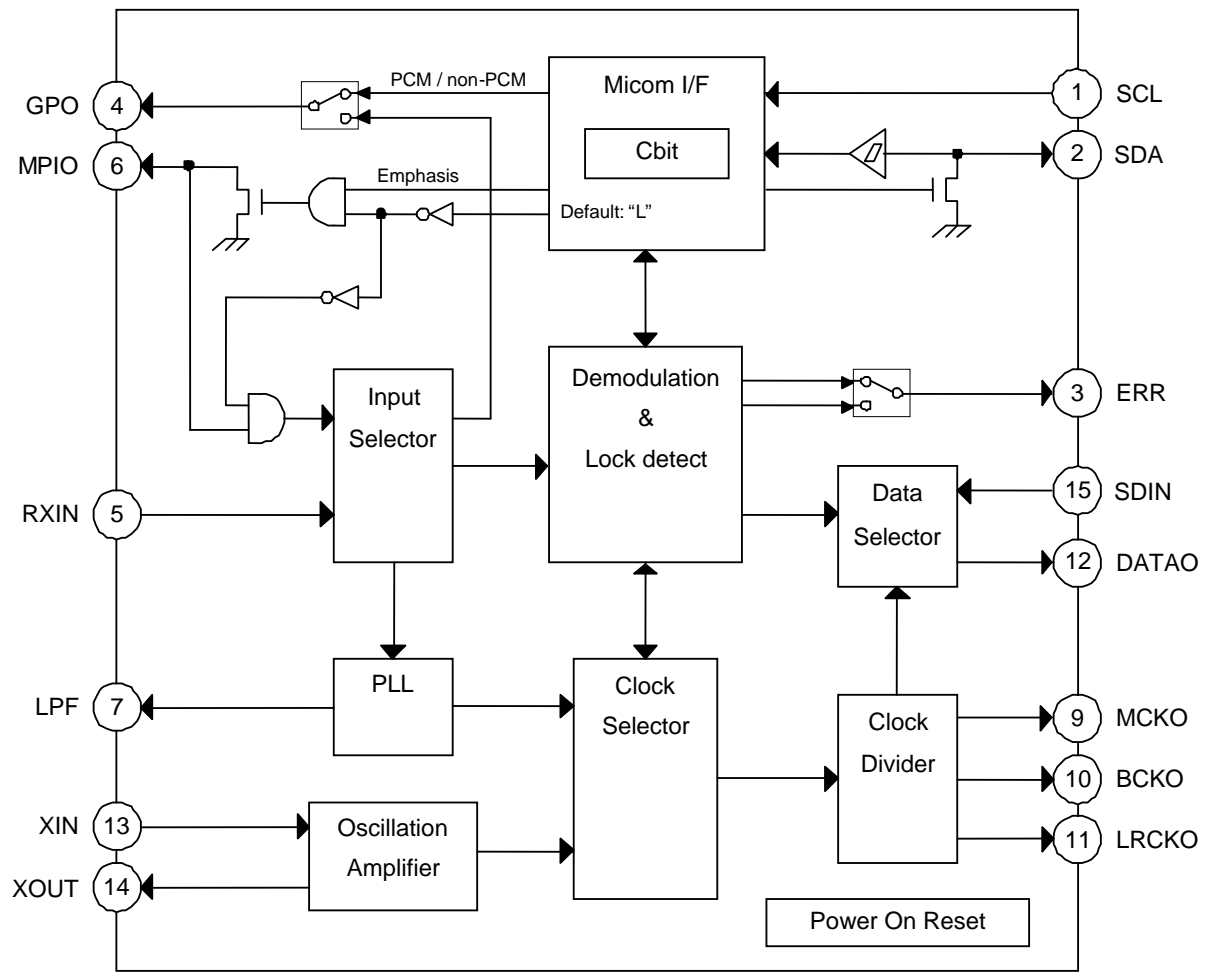 GPO
4
PCM / non-PCM
Micom I/F
Cbit
1
SCL
2
SDA
MPIO
6
Emphasis
Default: “L”
Input
Selector
Demodulation
&
Lock detect
3
ERR
RXIN
5
Data
Selector
15
SDIN
12
DATAO
LPF
7
PLL
Clock
Selector
Clock
Divider
9
MCKO
10
BCKO
11
LRCKO
XIN
13
XOUT
14
Oscillation
Amplifier
Power On Reset